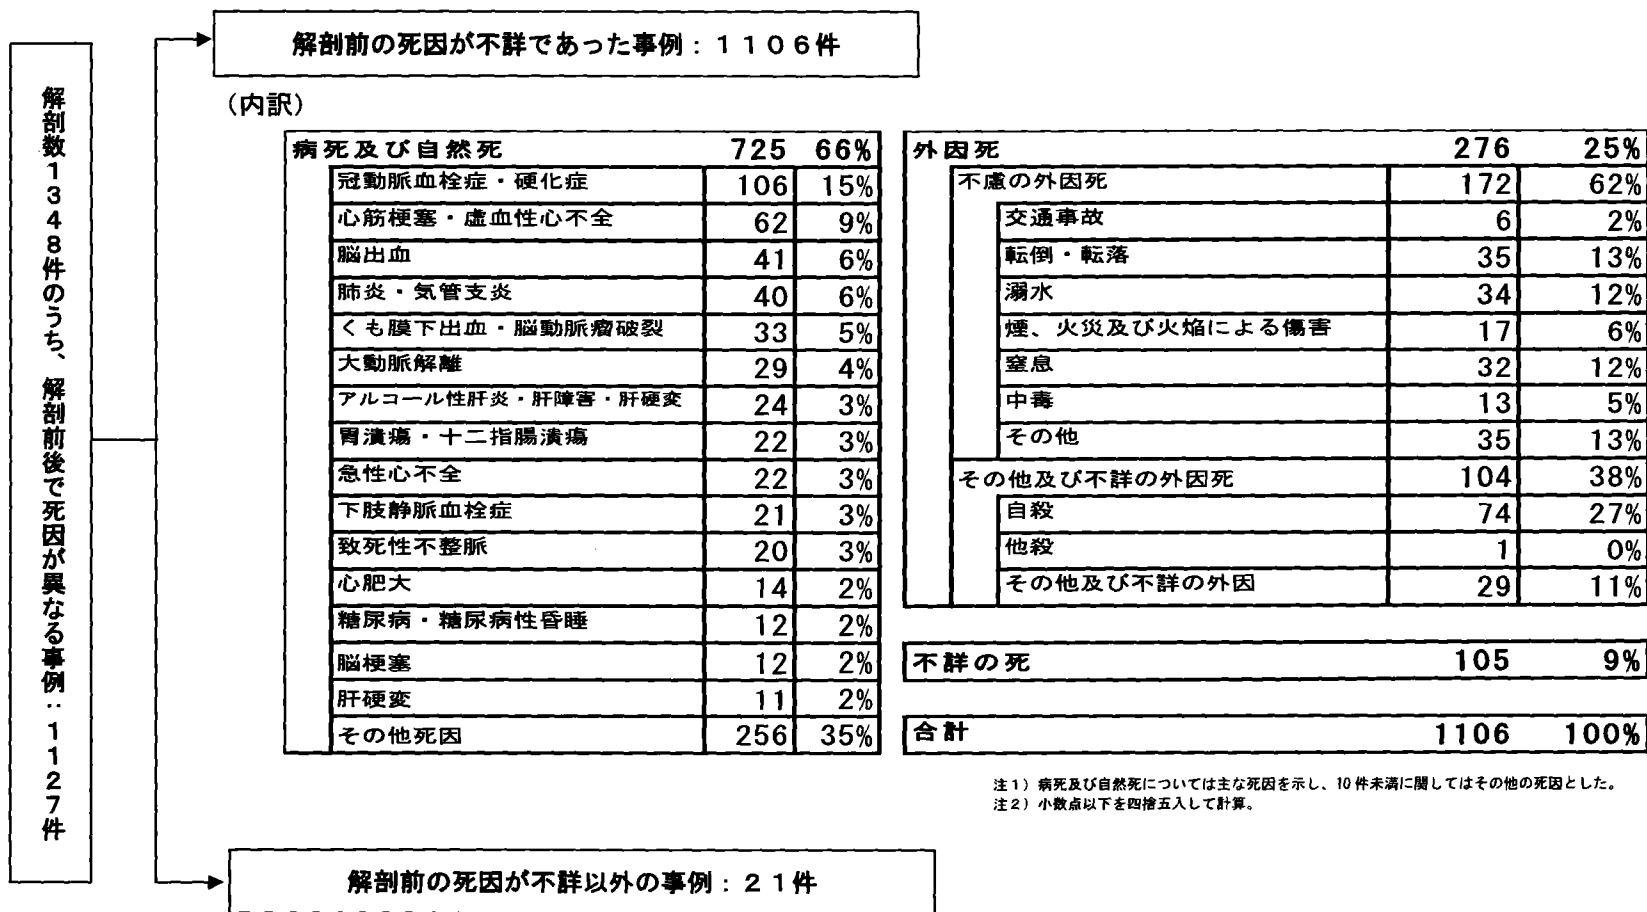 解剖数1348件のうち、解剖前後で死因が異なる事例:1127件
解剖前の死因が不詳であった事例:1106件
(内訳)
病死及び自然死 725 66%
冠動脈血栓症・硬化症 106 15%
心筋梗塞・虚血性心不全 62 9%
脳出血 41 6%
肺炎・気管支炎 40 6%
くも膜下出血・脳動脈瘤破裂 33 5%
大動脈解離 29 4%
アルコール性肝炎・肝障害・肝硬変 24 3%
胃潰瘍・十二指腸潰瘍 22 3%
急性心不全 22 3%
下肢静脈血栓症 21 3%
致死性不整脈 20 3%
心肥大 14 2%
糖尿病・糖尿病性昏睡 12 2%
脳梗塞 12 2%
肝硬変 11 2%
その他死因 256 35%
外因死 276 25%
不慮の外因死 172 62%
交通事故 6 2%
転倒・転落 35 13%
溺水 34 12%
煙、火災及び火焔による傷害 17 6%
窒息 32 12%
中毒 13 5%
その他 35 13%
その他及び不詳の外因死 104 38%
自殺 74 27%
他殺 1 0%
その他及び不詳の外因 29 11%
不詳の死 105 9%
合計 1106 100%
注1)病死及び自然死については主な死因を示し、10件未満に関してはその他の死因とした。
注2)小数点以下を四捨五入して計算。
解剖前の死因が不詳以外の事例:21件